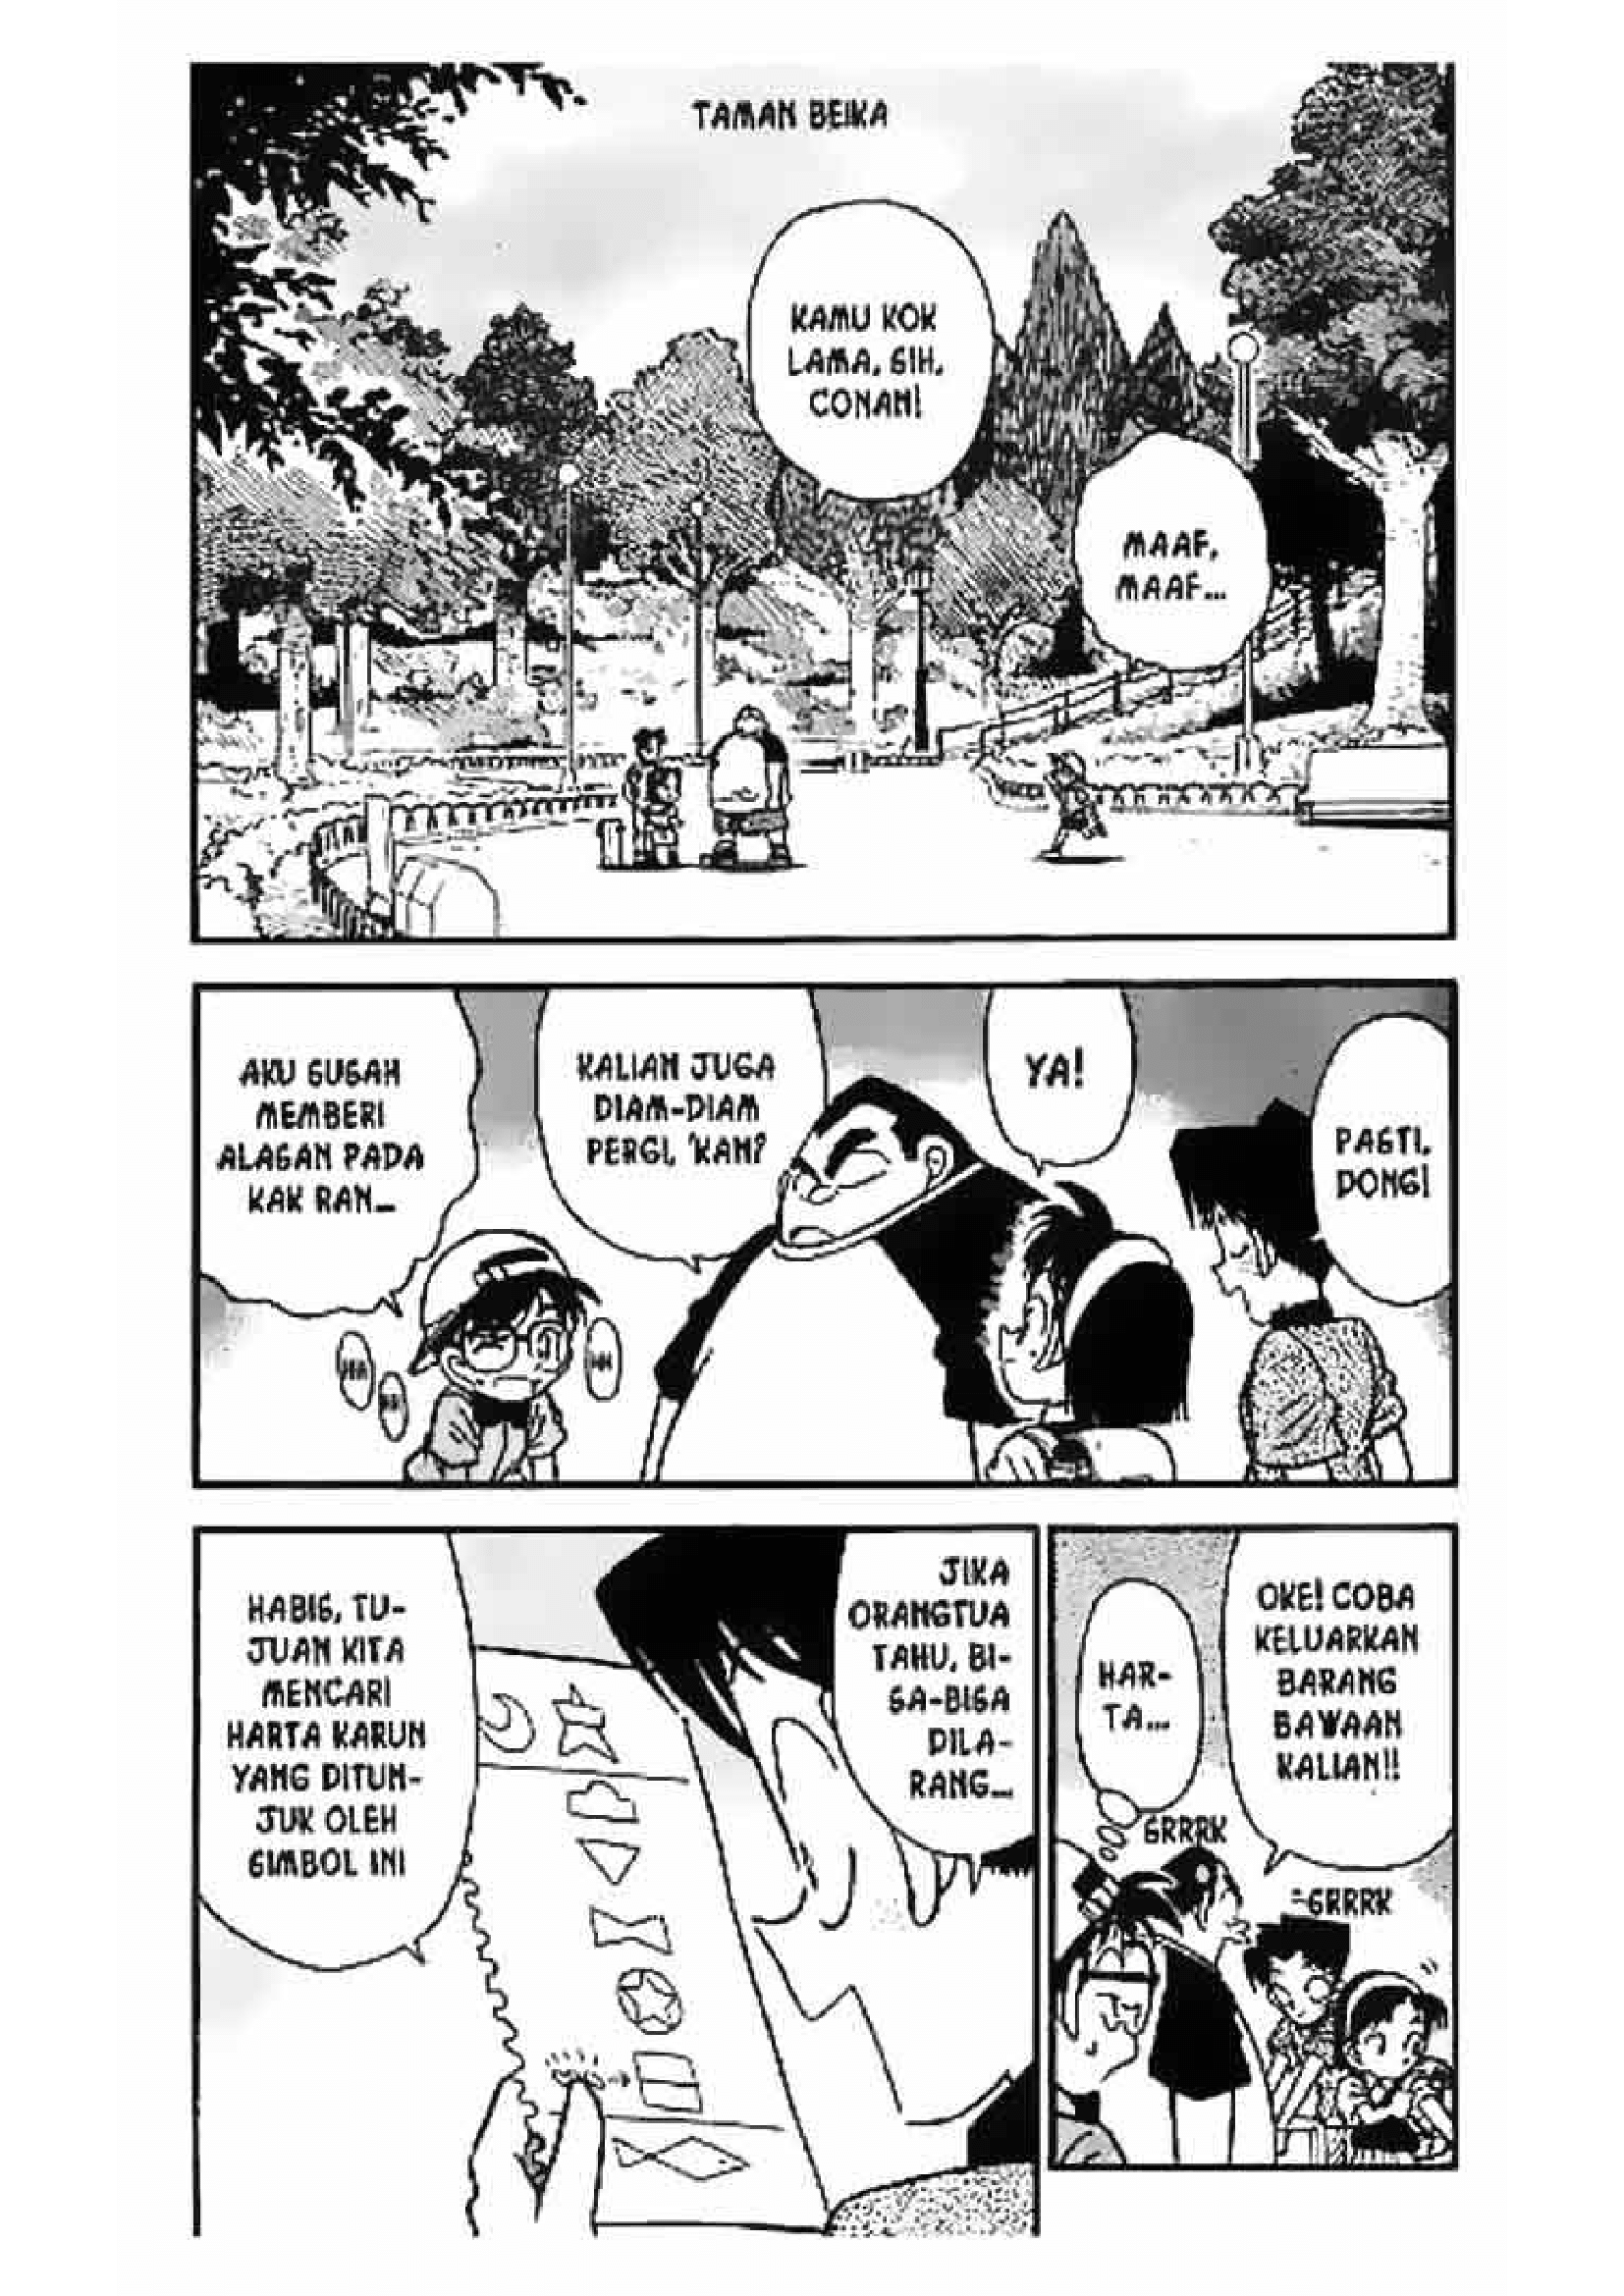 TAMAN BEIKA
KAMU KOK
LAMA, SIH,
CONAN!
MAAF,
MAAF...
AKU SUSAH
MEMBERI
ALASAN PADA
KAK RAN...
KALIAN JUGA
DIAM-DIAM
PERGI, 'KAN?
YA!
PASTI,
DONG!
HABIS, TU-
JUAN KITA
MENCARI
HARTA KARUN
YANG DITUN-
JUK OLEH
SIMBOL INI
JIKA
ORANGTUA
TAHU, BI-
SA-BISA
DILA-
RANG...
HAR-
TA...
OKE! COBA
KELUARKAN
BARANG
BAWAAN
KALIAN!!
SRRRK
SRRRK